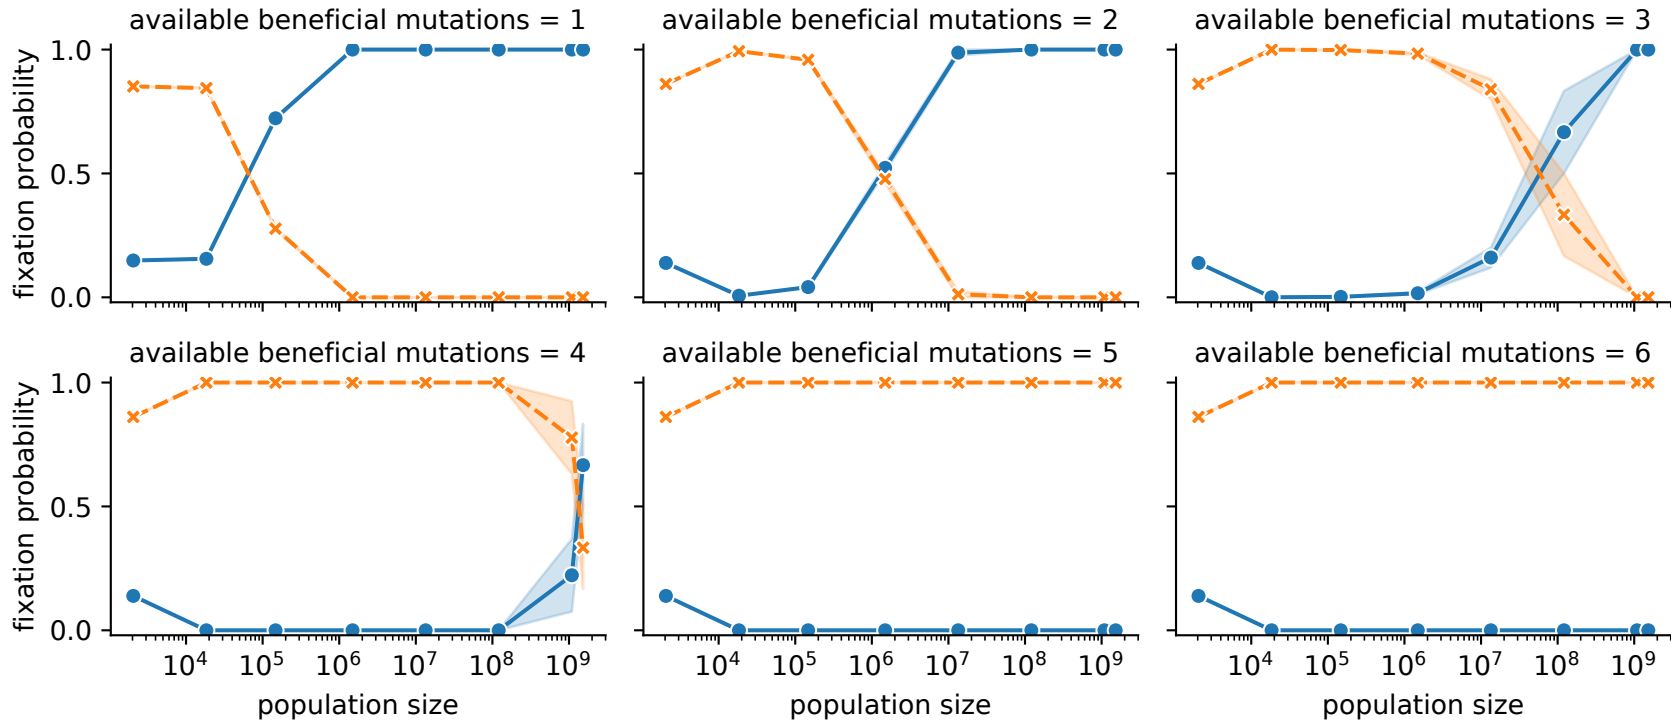 available beneficial mutations = 1
available beneficial mutations = 2
available beneficial mutations = 3
fixation probability
1.0
0.5
0.0
available beneficial mutations = 4
available beneficial mutations = 5
available beneficial mutations = 6
fixation probability
1.0
0.5
0.0
10⁴ 10⁵ 10⁶ 10⁷ 10⁸ 10⁹
10⁴ 10⁵ 10⁶ 10⁷ 10⁸ 10⁹
10⁴ 10⁵ 10⁶ 10⁷ 10⁸ 10⁹
population size
population size
population size